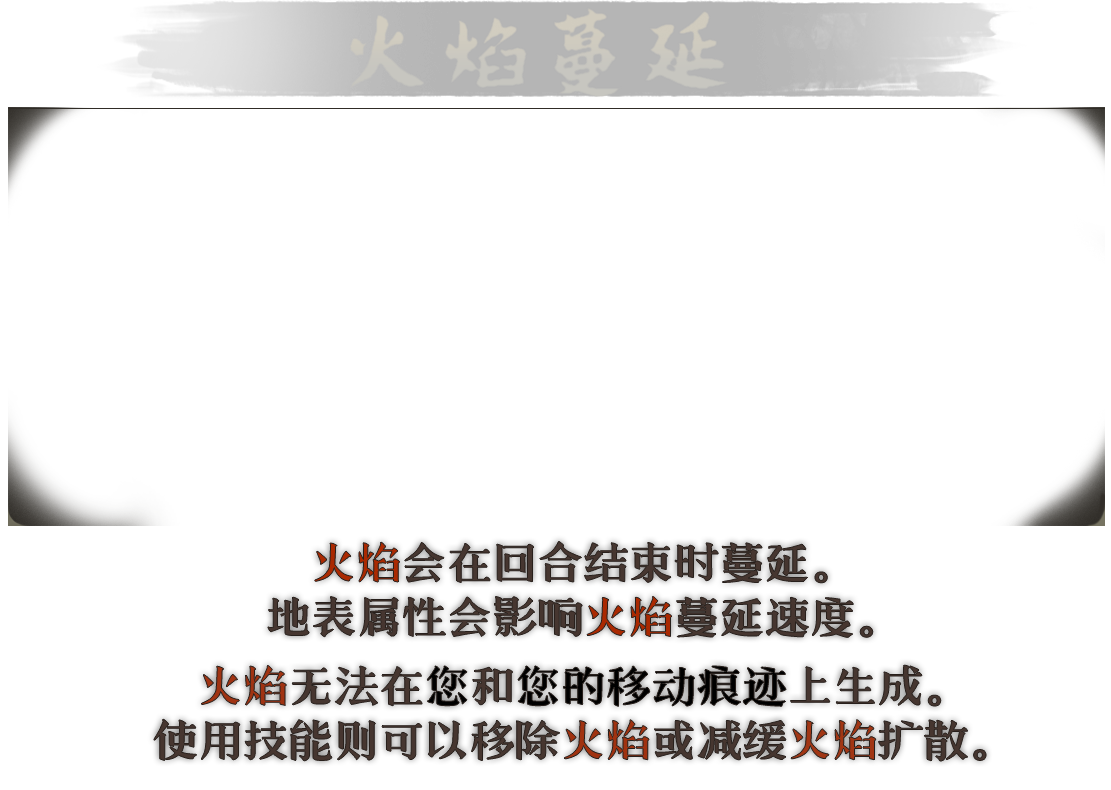 火焰蔓延
火焰会在回合结束时蔓延。
地表属性会影响火焰蔓延速度。
火焰无法在您和您的移动痕迹上生成。
使用技能则可以移除火焰或减缓火焰扩散。